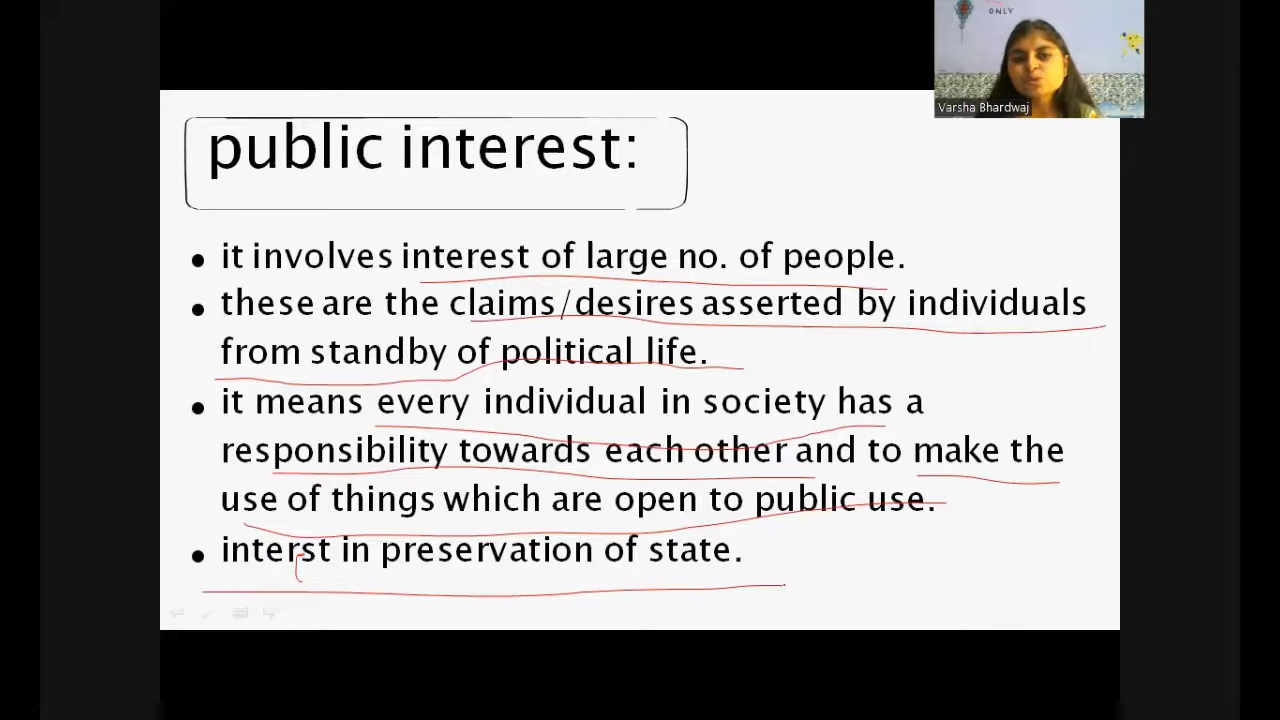 ONLY
Varsha Bhardwaj
public interest:
• it involves interest of large no. of people.
• these are the claims/desires asserted by individuals
from standby of political life.
• it means every individual in society has a
responsibility towards each other and to make the
use of things which are open to public use.
• interst in preservation of state.